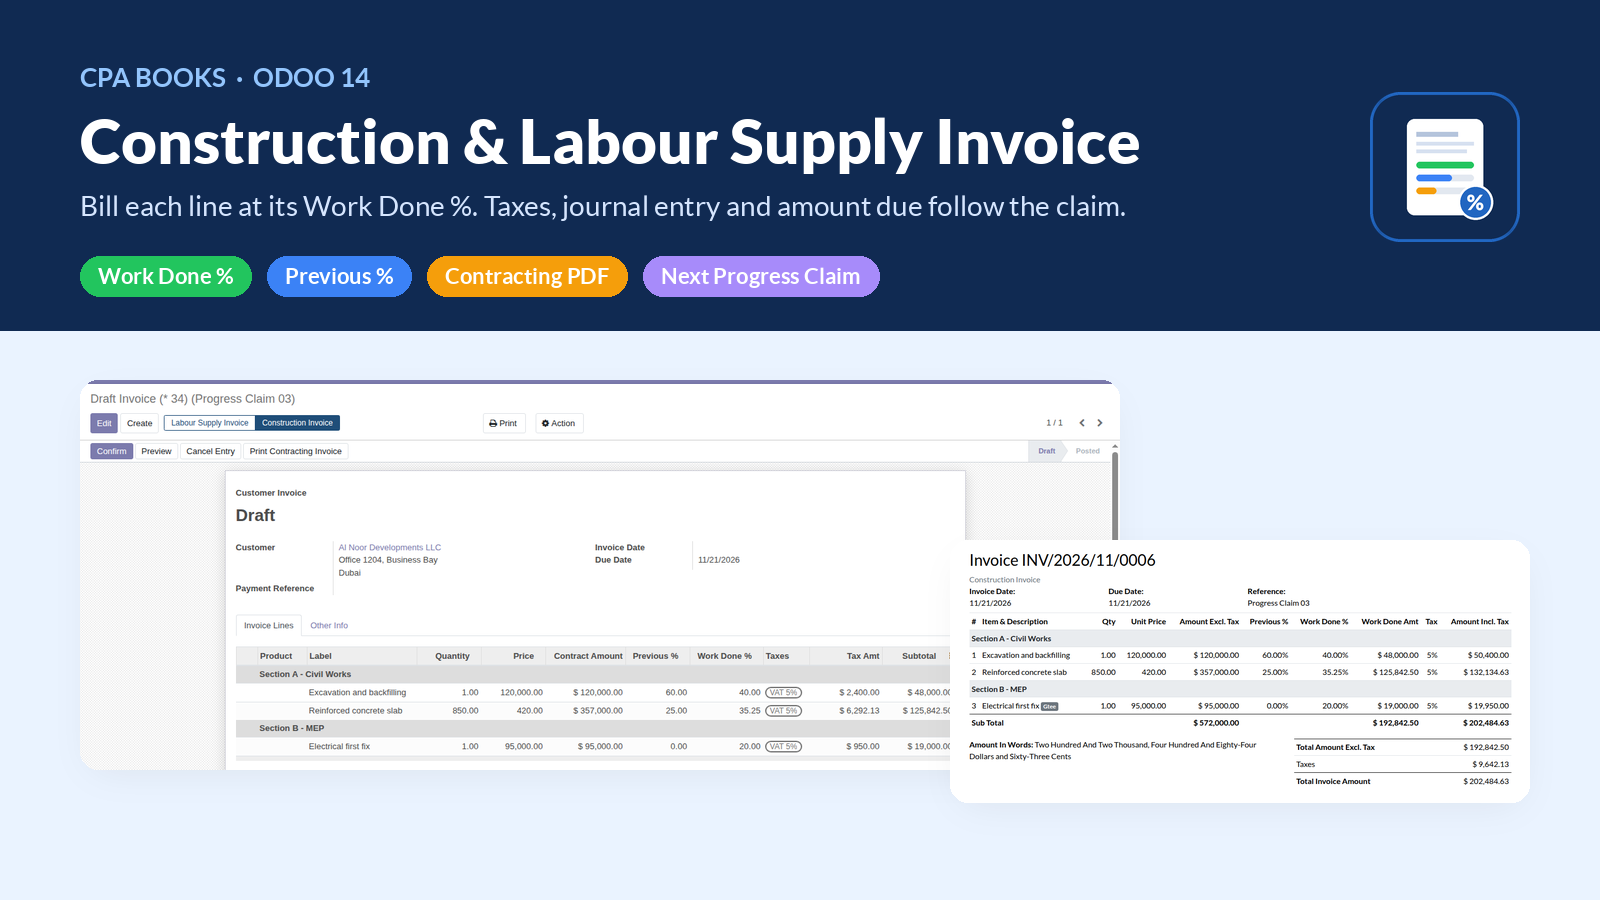 CPA BOOKS · ODOO 14
Construction & Labour Supply Invoice
Bill each line at its Work Done %. Taxes, journal entry and amount due follow the claim.
%
Work Done % Previous % Contracting PDF Next Progress Claim
Draft Invoice (* 34) (Progress Claim 03)
Edit Create Labour Supply Invoice Construction Invoice Print Action 1 / 1
Confirm Preview Cancel Entry Print Contracting Invoice Draft Posted
Customer Invoice
Draft
Customer Al Noor Developments LLC Invoice Date
Office 1204, Business Bay Due Date 11/21/2026
Dubai
Payment Reference
Invoice Lines Other Info
Product Label Quantity Price Contract Amount Previous % Work Done % Taxes Tax Amt Subtotal
Section A - Civil Works
Excavation and backfilling 1.00 120,000.00 $ 120,000.00 60.00 40.00 VAT 5% $ 2,400.00 $ 48,000.00
Reinforced concrete slab 850.00 420.00 $ 357,000.00 25.00 35.25 VAT 5% $ 6,292.13 $ 125,842.50
Section B - MEP
Electrical first fix 1.00 95,000.00 $ 95,000.00 0.00 20.00 VAT 5% $ 950.00 $ 19,000.00
Invoice INV/2026/11/0006
Construction Invoice
Invoice Date: Due Date: Reference:
11/21/2026 11/21/2026 Progress Claim 03
# Item & Description Qty Unit Price Amount Excl. Tax Previous % Work Done % Work Done Amt Tax Amount Incl. Tax
Section A - Civil Works
1 Excavation and backfilling 1.00 120,000.00 $ 120,000.00 60.00% 40.00% $ 48,000.00 5% $ 50,400.00
2 Reinforced concrete slab 850.00 420.00 $ 357,000.00 25.00% 35.25% $ 125,842.50 5% $ 132,134.63
Section B - MEP
3 Electrical first fix Gtee 1.00 95,000.00 $ 95,000.00 0.00% 20.00% $ 19,000.00 5% $ 19,950.00
Sub Total $ 572,000.00 $ 192,842.50 $ 202,484.63
Amount In Words: Two Hundred And Two Thousand, Four Hundred And Eighty-Four
Dollars and Sixty-Three Cents
Total Amount Excl. Tax $ 192,842.50
Taxes $ 9,642.13
Total Invoice Amount $ 202,484.63